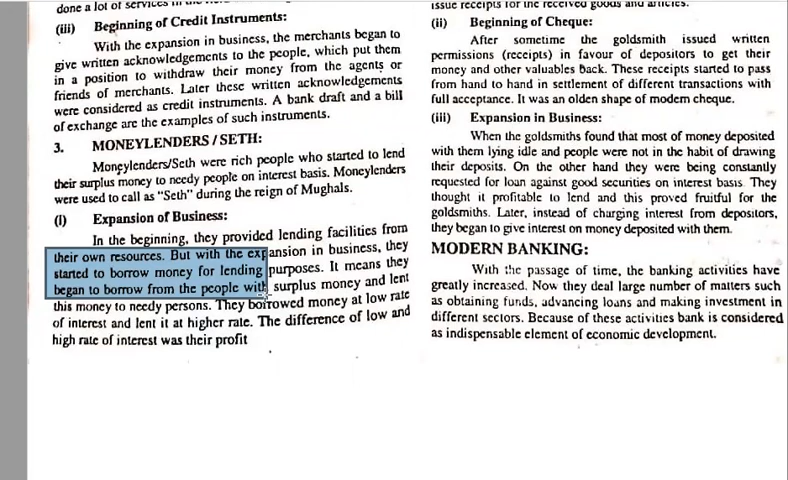 done a lot of services in the
(iii) Beginning of Credit Instruments:
With the expansion in business, the merchants began to
give written acknowledgements to the people, which put them
in a position to withdraw their money from the agents or
friends of merchants. Later these written acknowledgements
were considered as credit instruments. A bank draft and a bill
of exchange are the examples of such instruments.
3. MONEYLENDERS / SETH:
Moneylenders/Seth were rich people who started to lend
their surplus money to needy people on interest basis. Moneylenders
were used to call as "Seth" during the reign of Mughals.
(i) Expansion of Business:
In the beginning, they provided lending facilities from
their own resources. But with the expansion in business, they
started to borrow money for lending purposes. It means they
began to borrow from the people with surplus money and lent
this money to needy persons. They borrowed money at low rate
of interest and lent it at higher rate. The difference of low and
high rate of interest was their profit
issue receipts for the received goods and articles.
(ii) Beginning of Cheque:
After sometime the goldsmith issued written
permissions (receipts) in favour of depositors to get their
money and other valuables back. These receipts started to pass
from hand to hand in settlement of different transactions with
full acceptance. It was an olden shape of modern cheque.
(iii) Expansion in Business:
When the goldsmiths found that most of money deposited
with them lying idle and people were not in the habit of drawing
their deposits. On the other hand they were being constantly
requested for loan against good securities on interest basis. They
thought it profitable to lend and this proved fruitful for the
goldsmiths. Later, instead of charging interest from depositors,
they began to give interest on money deposited with them.
MODERN BANKING:
With the passage of time, the banking activities have
greatly increased. Now they deal large number of matters such
as obtaining funds, advancing loans and making investment in
different sectors. Because of these activities bank is considered
as indispensable element of economic development.